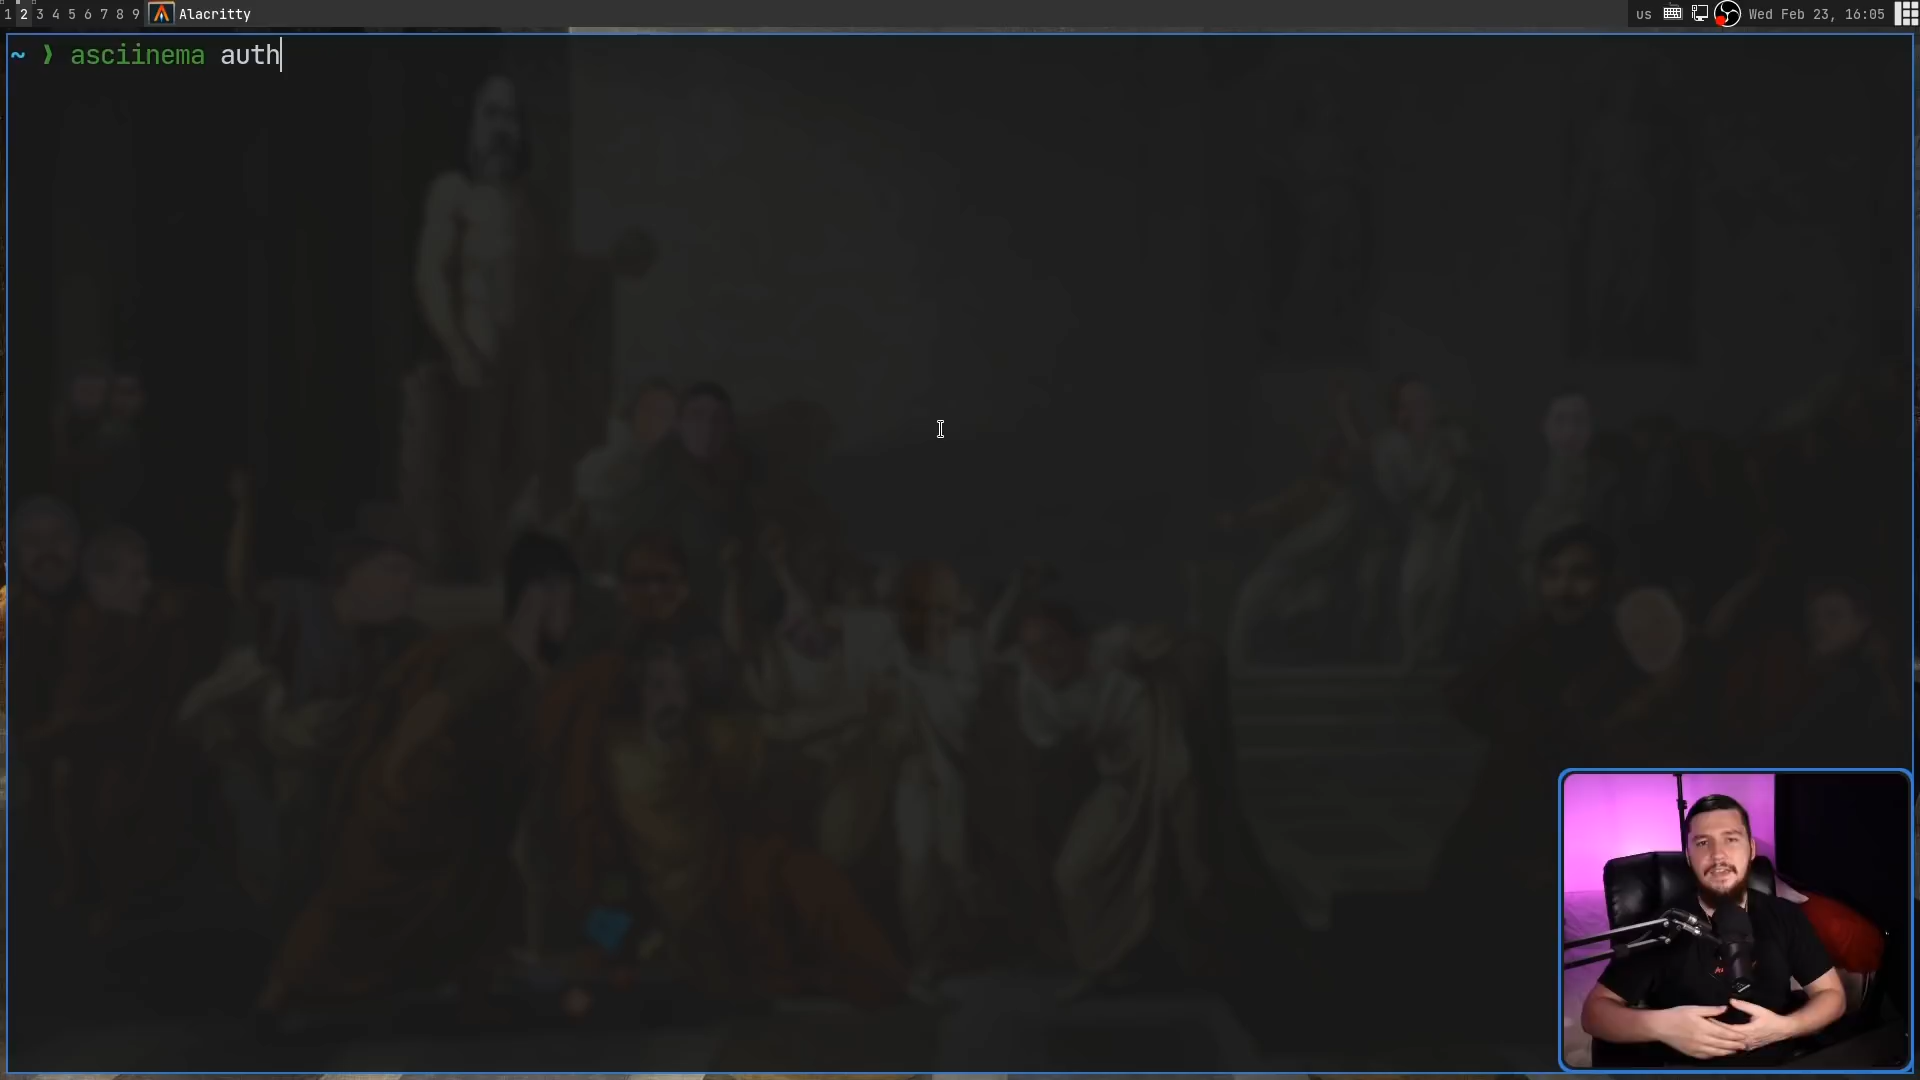 1 2 3 4 5 6 7 8 9 Alacritty us Wed Feb 23, 16:05
~ ❯ asciinema auth